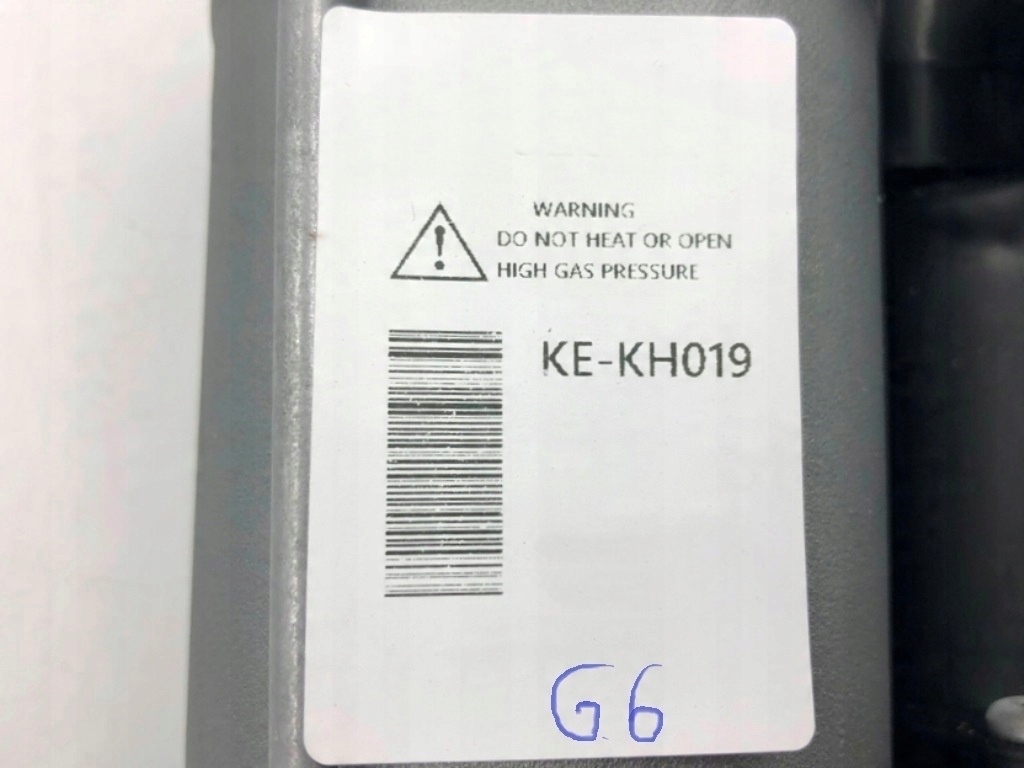 WARNING
DO NOT HEAT OR OPEN
HIGH GAS PRESSURE
KE-KH019
G6